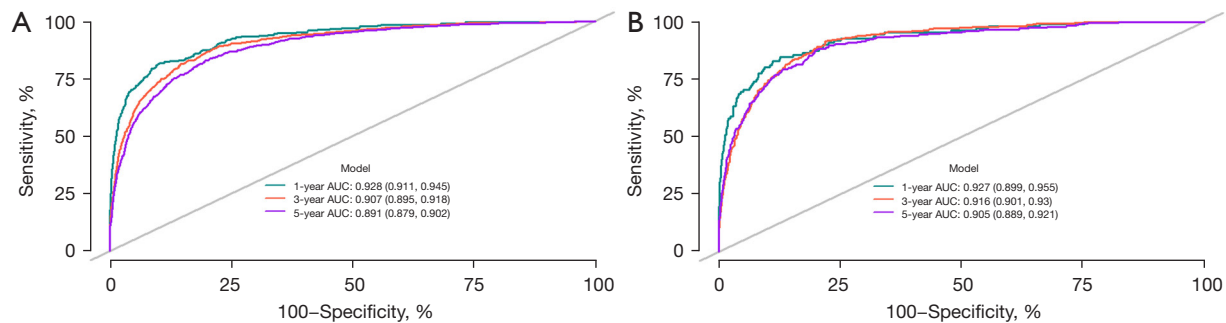 A
100
75
50
25
0
Sensitivity, %
Model
1-year AUC: 0.928 (0.911, 0.945)
3-year AUC: 0.907 (0.895, 0.918)
5-year AUC: 0.891 (0.879, 0.902)
0
25
50
75
100
100−Specificity, %
B
100
75
50
25
0
Sensitivity, %
Model
1-year AUC: 0.927 (0.899, 0.955)
3-year AUC: 0.916 (0.901, 0.93)
5-year AUC: 0.905 (0.889, 0.921)
0
25
50
75
100
100−Specificity, %